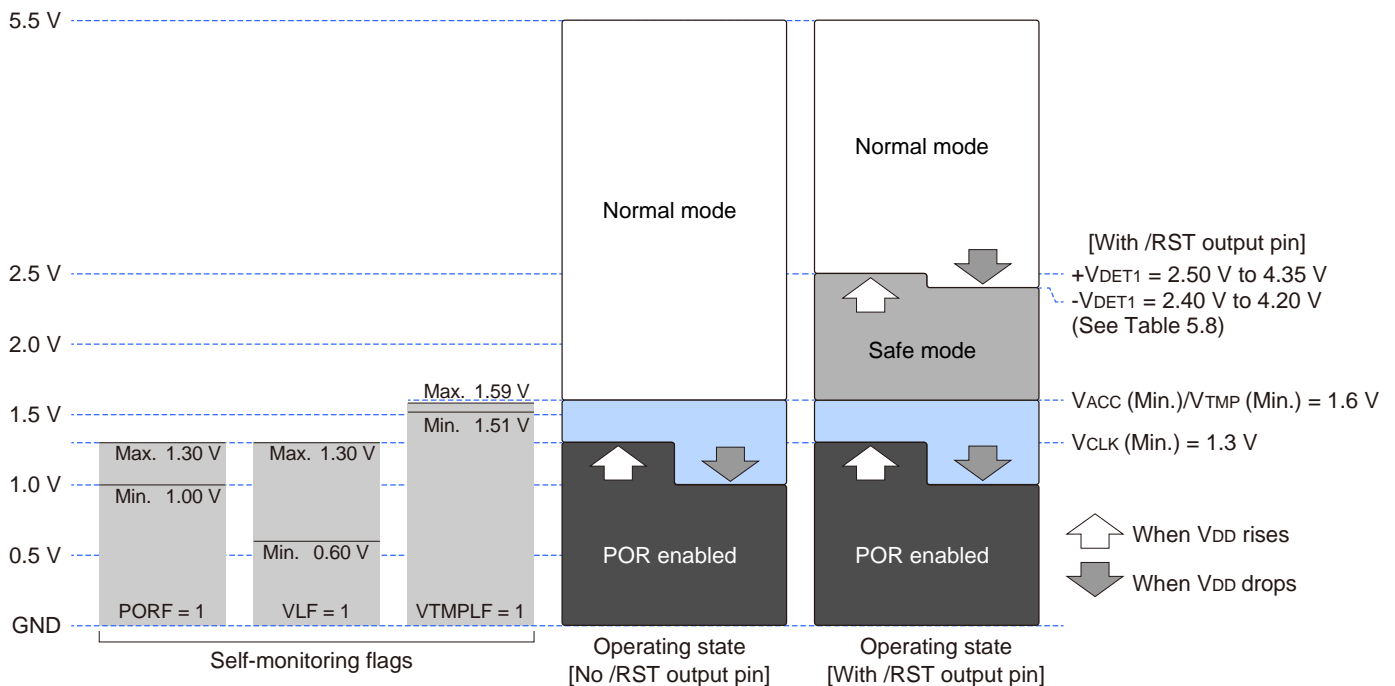 5.5 V
2.5 V
2.0 V
1.5 V
1.0 V
0.5 V
GND
Max. 1.30 V
Min. 1.00 V
PORF = 1
Max. 1.30 V
Min. 0.60 V
VLF = 1
Max. 1.59 V
Min. 1.51 V
VTMPLF = 1
Self-monitoring flags
Normal mode
POR enabled
Operating state
[No /RST output pin]
Normal mode
Safe mode
POR enabled
Operating state
[With /RST output pin]
[With /RST output pin]
+VDET1 = 2.50 V to 4.35 V
-VDET1 = 2.40 V to 4.20 V
(See Table 5.8)
VACC (Min.)/VTMP (Min.) = 1.6 V
VCLK (Min.) = 1.3 V
When VDD rises
When VDD drops